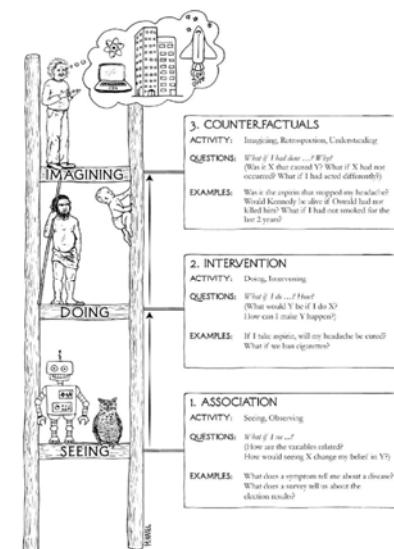 3. COUNTERFACTUALS
ACTIVITY: Imagining, Retrospection, Understanding
QUESTIONS: What if I had done ...? Why?
(Was it X that caused Y? What if X had not
occurred? What if I had acted differently?)
EXAMPLES: Was it the aspirin that stopped my headache?
Would Kennedy be alive if Oswald had not
killed him? What if I had not smoked for the
last 2 years?
IMAGINING
2. INTERVENTION
ACTIVITY: Doing, Intervening
QUESTIONS: What if I do ...? How?
(What would Y be if I do X?
How can I make Y happen?)
EXAMPLES: If I take aspirin, will my headache be cured?
What if we ban cigarettes?
DOING
1. ASSOCIATION
ACTIVITY: Seeing, Observing
QUESTIONS: What if I see ...?
(How are the variables related?
How would seeing X change my belief in Y?)
EXAMPLES: What does a symptom tell me about a disease?
What does a survey tell us about the
election results?
SEEING